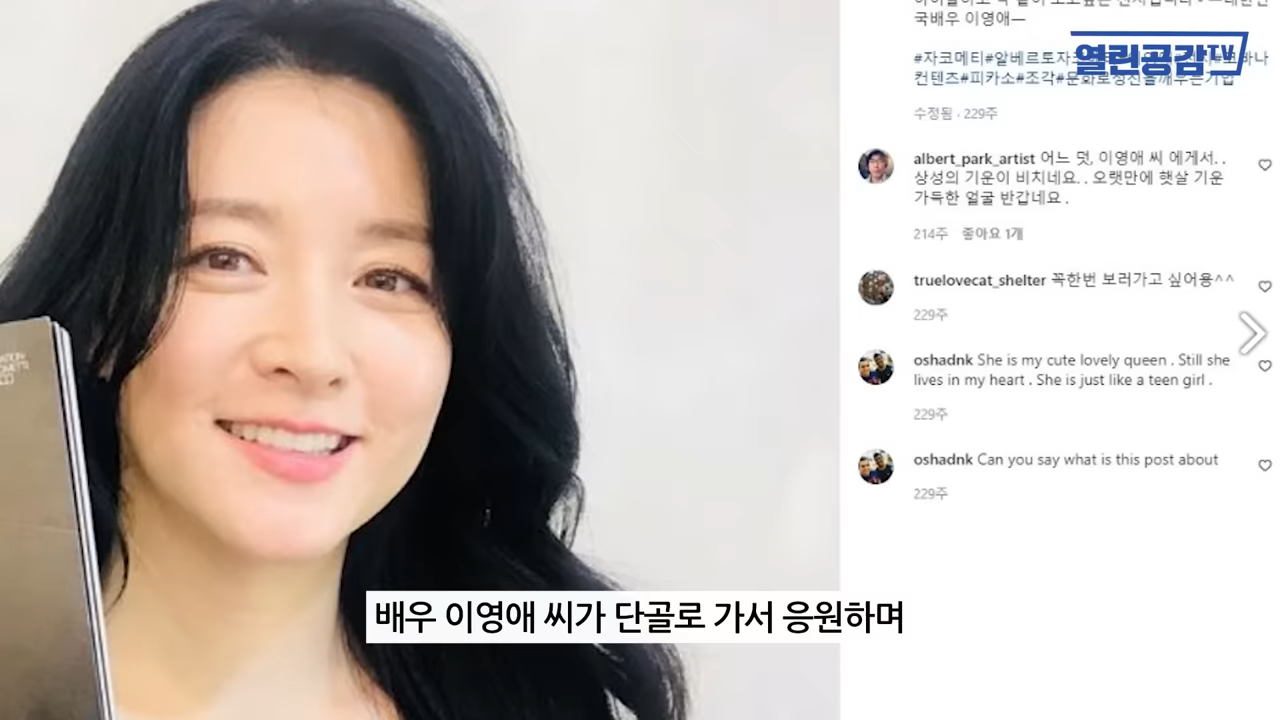 국배우 이영애ㅡ
열린공감TV
#자코메티#알베르토자코
컨텐츠#피카소#조각#문화로정신을깨우는기업
수정됨 · 229주
albert_park_artist 어느 덧, 이영애 씨 에게서. .
상성의 기운이 비치네요. . 오랫만에 햇살 기운
가득한 얼굴 반갑네요 .
214주 좋아요 1개
truelovecat_shelter 꼭한번 보러가고 싶어용^^
229주
oshadnk She is my cute lovely queen . Still she
lives in my heart . She is just like a teen girl .
229주
oshadnk Can you say what is this post about
229주
배우 이영애 씨가 단골로 가서 응원하며